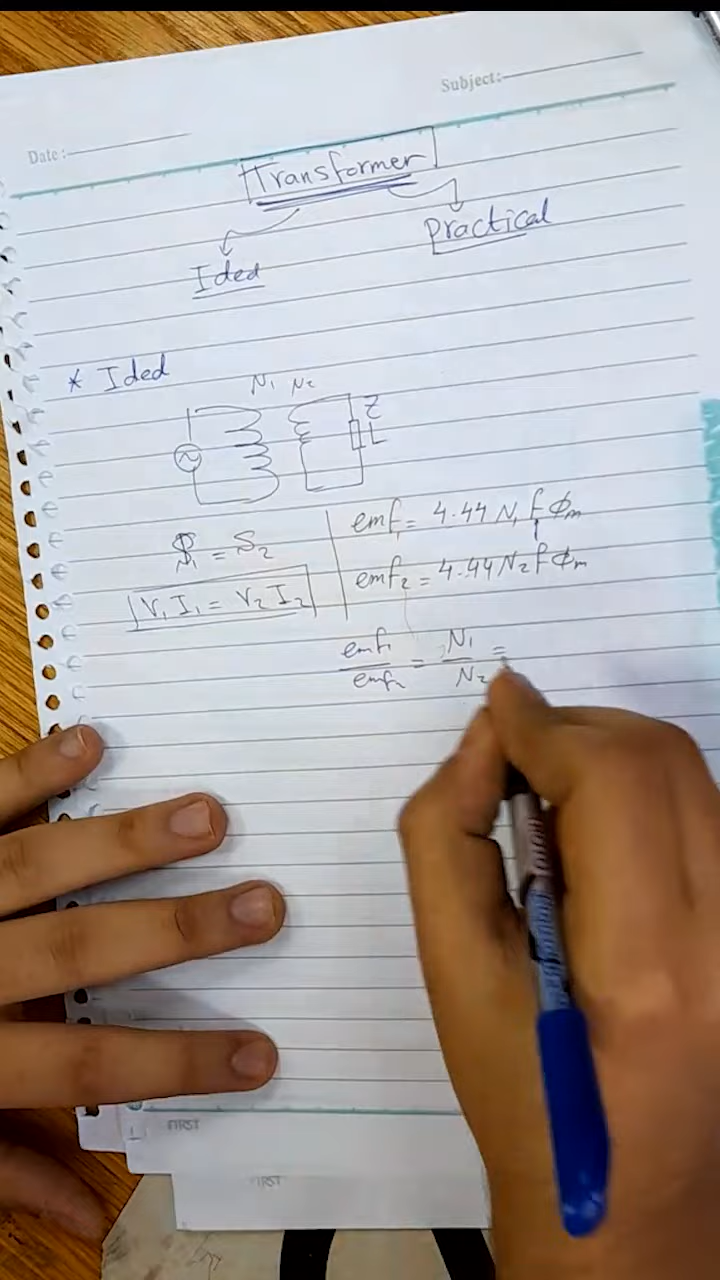 Subject:
Date:
Transformer
Practical
Ided
* Ided
N1 N2
ZL
S1 = S2
V1 I1 = V2 I2
emf1 = 4.44 N1 f Φm
emf2 = 4.44 N2 f Φm
emf1/emf2 = N1/N2 =
FIRST
FIRST